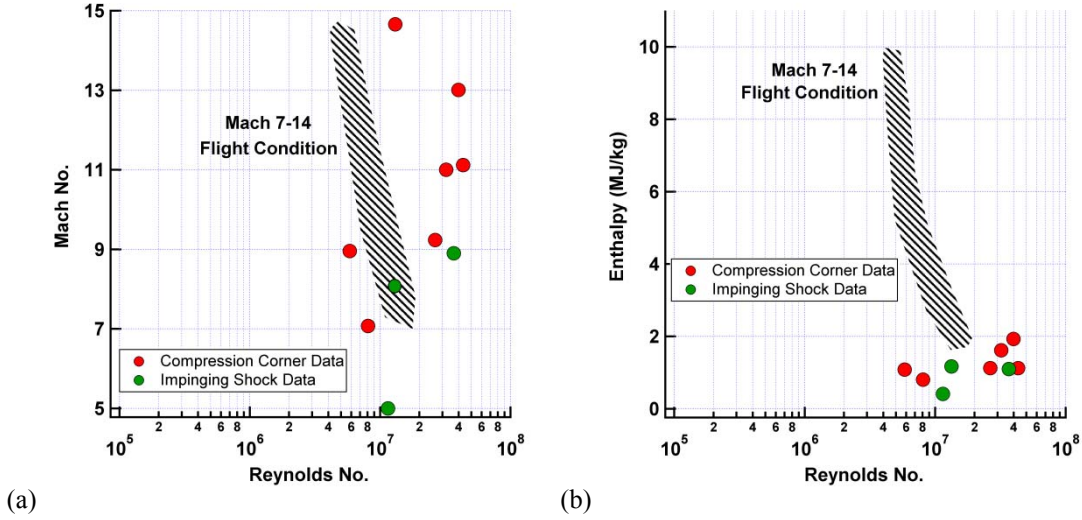 15
13
11
9
7
5
Mach No.
Mach 7-14
Flight Condition
Compression Corner Data
Impinging Shock Data
10^5 2 4 6 8 10^6 2 4 6 8 10^7 2 4 6 8 10^8
Reynolds No.
(a)
10
8
6
4
2
0
Enthalpy (MJ/kg)
Mach 7-14
Flight Condition
Compression Corner Data
Impinging Shock Data
10^5 2 4 6 8 10^6 2 4 6 8 10^7 2 4 6 8 10^8
Reynolds No.
(b)